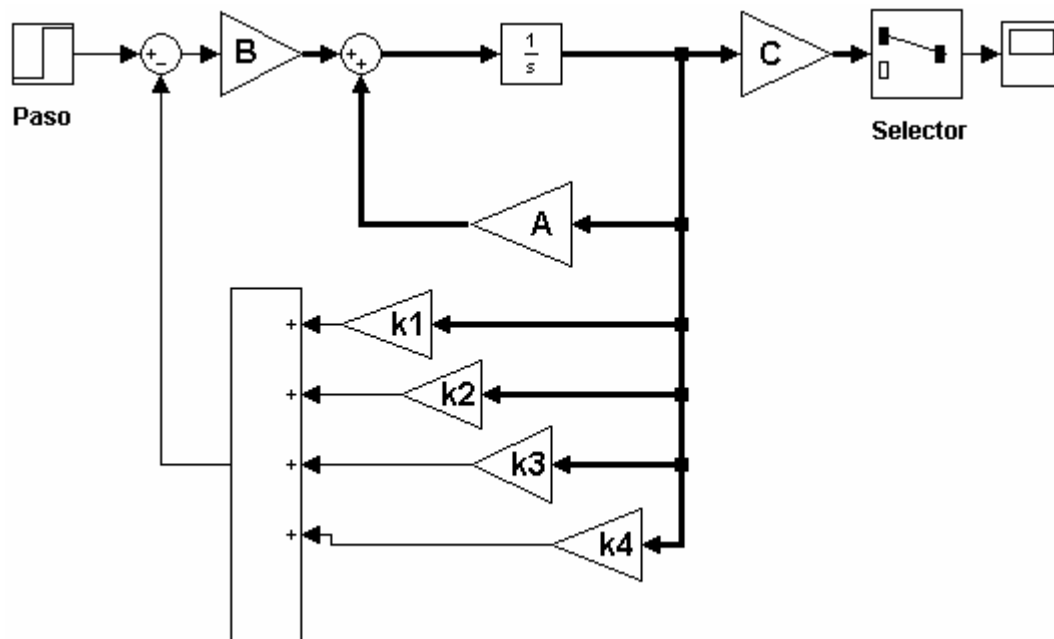 +
−
B
+
+
1
s
C
Paso
Selector
A
+
k1
+
k2
+
k3
+
k4